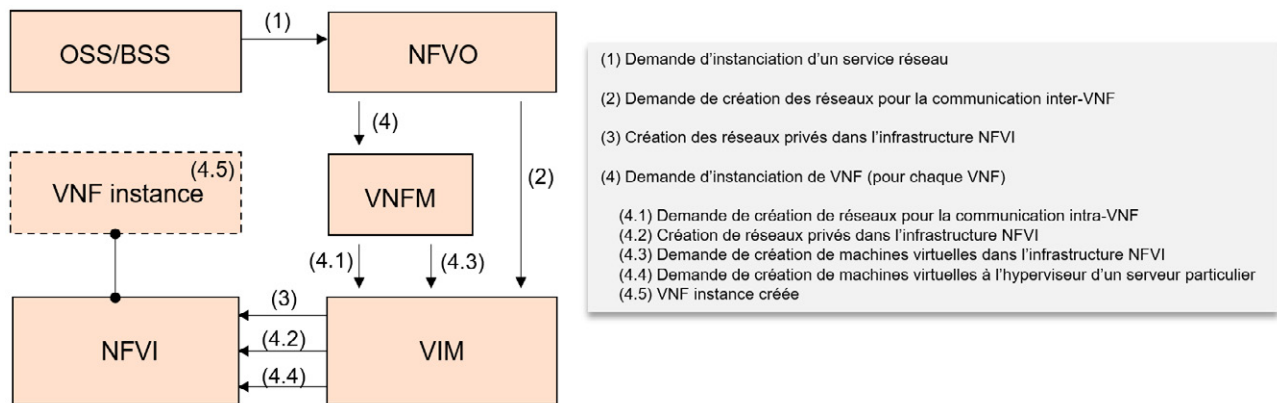 (1)
OSS/BSS
NFVO
(4)
(2)
(4.5)
VNF instance
VNFM
(4.1)
(4.3)
(3)
NFVI
(4.2)
VIM
(4.4)
(1) Demande d'instanciation d'un service réseau
(2) Demande de création des réseaux pour la communication inter-VNF
(3) Création des réseaux privés dans l'infrastructure NFVI
(4) Demande d'instanciation de VNF (pour chaque VNF)
(4.1) Demande de création de réseaux pour la communication intra-VNF
(4.2) Création de réseaux privés dans l'infrastructure NFVI
(4.3) Demande de création de machines virtuelles dans l'infrastructure NFVI
(4.4) Demande de création de machines virtuelles à l'hyperviseur d'un serveur particulier
(4.5) VNF instance créée